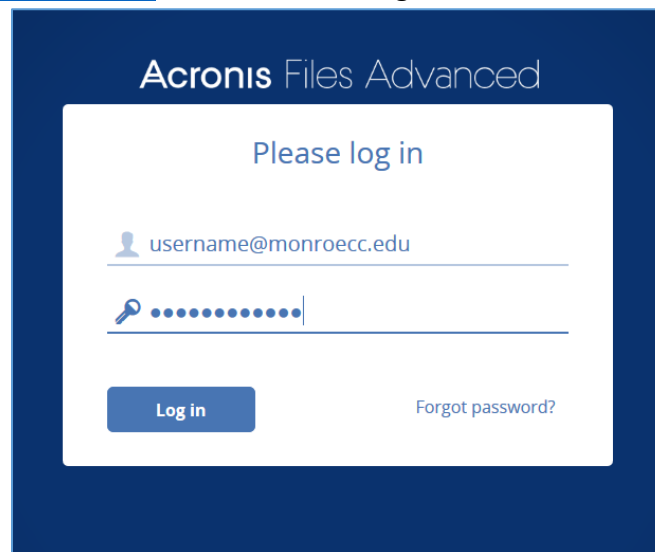 Acronis Files Advanced
Please log in
username@monroecc.edu
••••••••••••
Log in
Forgot password?